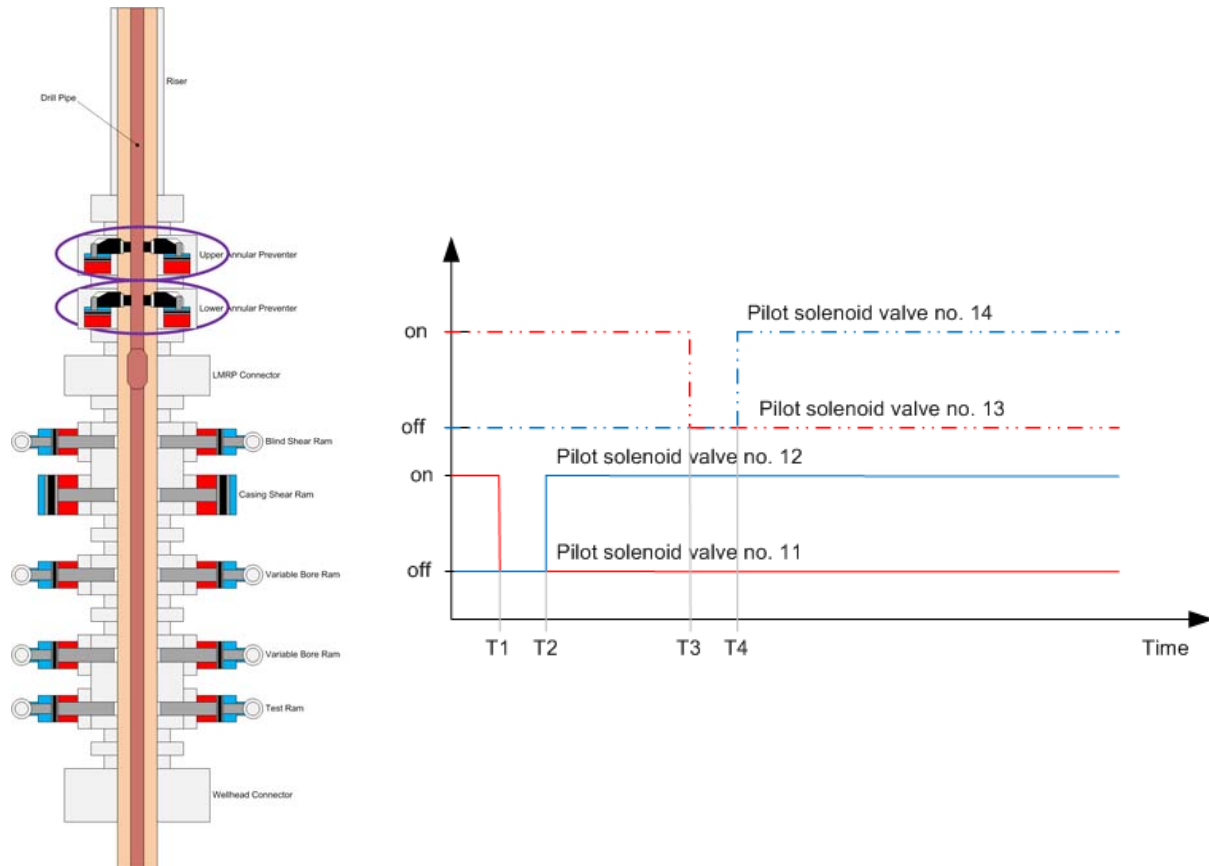 Riser
Drill Pipe
Upper Annular Preventer
Lower Annular Preventer
LMRP Connector
Blind Shear Ram
Casing Shear Ram
Variable Bore Ram
Variable Bore Ram
Test Ram
Wellhead Connector
on
Pilot solenoid valve no. 14
Pilot solenoid valve no. 13
off
Pilot solenoid valve no. 12
on
Pilot solenoid valve no. 11
off
T1 T2 T3 T4 Time